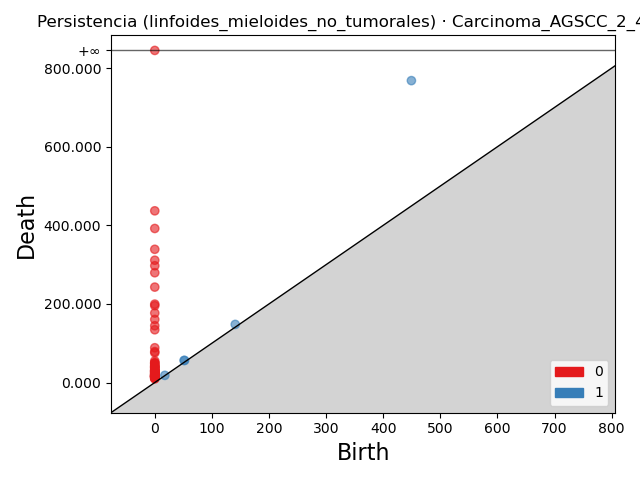 Persistencia (linfoides_mieloides_no_tumorales) · Carcinoma_AGSCC_2_4
+∞
800.000
600.000
400.000
200.000
0.000
Death
0
1
0 100 200 300 400 500 600 700 800
Birth